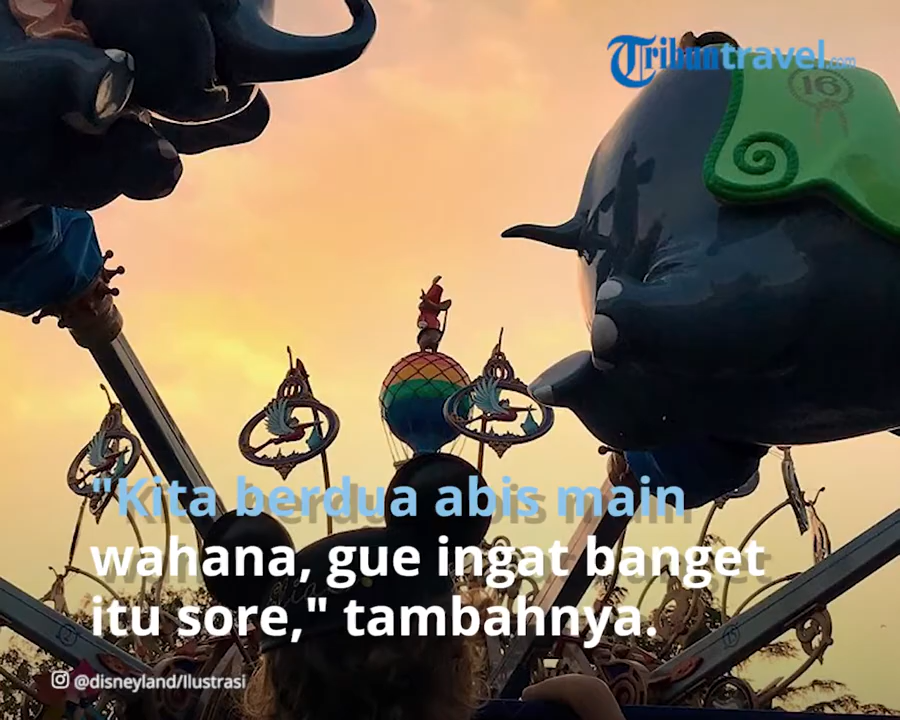 Tribuntravel.com
16
"Kita berdua abis main
wahana, gue ingat banget
itu sore," tambahnya.
@disneyland/Ilustrasi